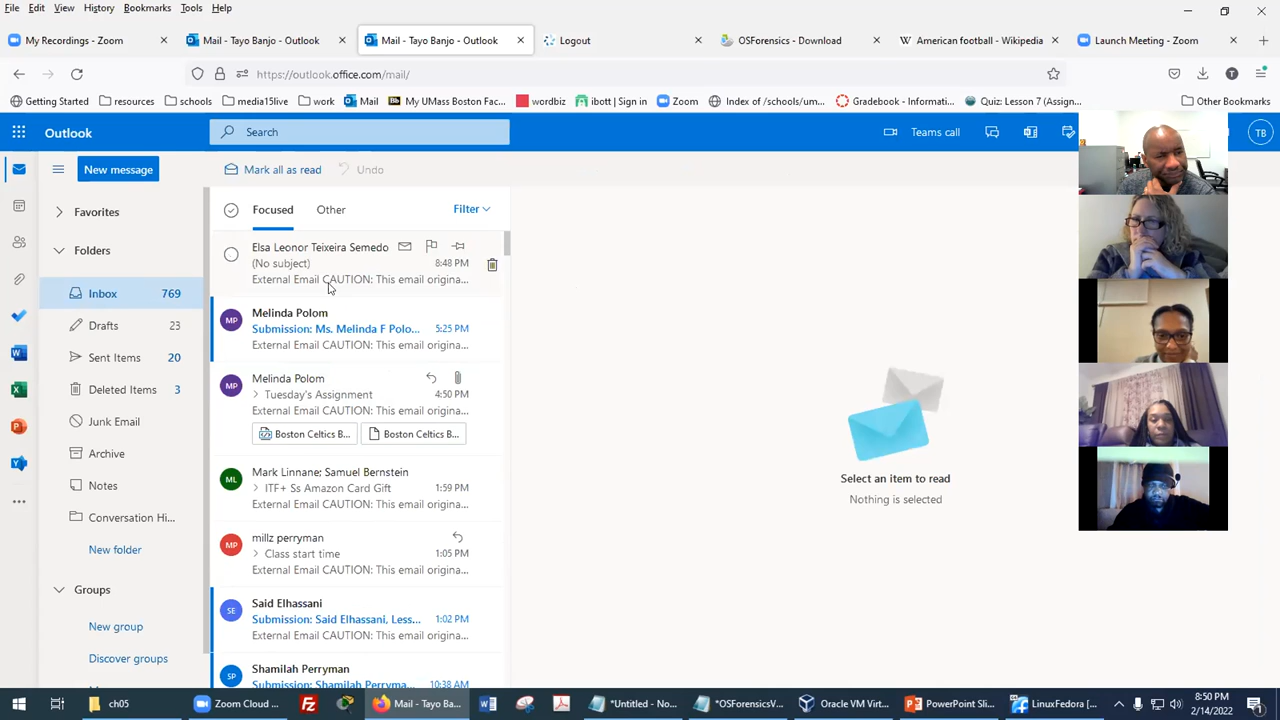 File Edit View History Bookmarks Tools Help
My Recordings - Zoom Mail - Tayo Banjo - Outlook Mail - Tayo Banjo - Outlook Logout OSForensics - Download American football - Wikipedia Launch Meeting - Zoom
https://outlook.office.com/mail/
Getting Started resources schools media15live work Mail My UMass Boston Fac... wordbiz ibott | Sign in Zoom Index of /schools/um... Gradebook - Informati... Quiz: Lesson 7 (Assign... Other Bookmarks
Outlook Search Teams call TB
New message Mark all as read Undo
Favorites
Folders
Inbox 769
Drafts 23
Sent Items 20
Deleted Items 3
Junk Email
Archive
Notes
Conversation Hi...
New folder
Groups
New group
Discover groups
Focused Other Filter
Elsa Leonor Teixeira Semedo
(No subject) 8:48 PM
External Email CAUTION: This email origina...
MP Melinda Polom
Submission: Ms. Melinda F Polo... 5:25 PM
External Email CAUTION: This email origina...
MP Melinda Polom
Tuesday's Assignment 4:50 PM
External Email CAUTION: This email origina...
Boston Celtics B... Boston Celtics B...
ML Mark Linnane; Samuel Bernstein
ITF+ Ss Amazon Card Gift 1:59 PM
External Email CAUTION: This email origina...
MP millz perryman
Class start time 1:05 PM
External Email CAUTION: This email origina...
SE Said Elhassani
Submission: Said Elhassani, Less... 1:02 PM
External Email CAUTION: This email origina...
SP Shamilah Perryman
Submission: Shamilah Perryma... 10:38 AM
Select an item to read
Nothing is selected
ch05 Zoom Cloud ... Mail - Tayo Ba... *Untitled - No... *OSForensicsV... Oracle VM Virt... PowerPoint Sli... LinuxFedora [...
8:50 PM
2/14/2022